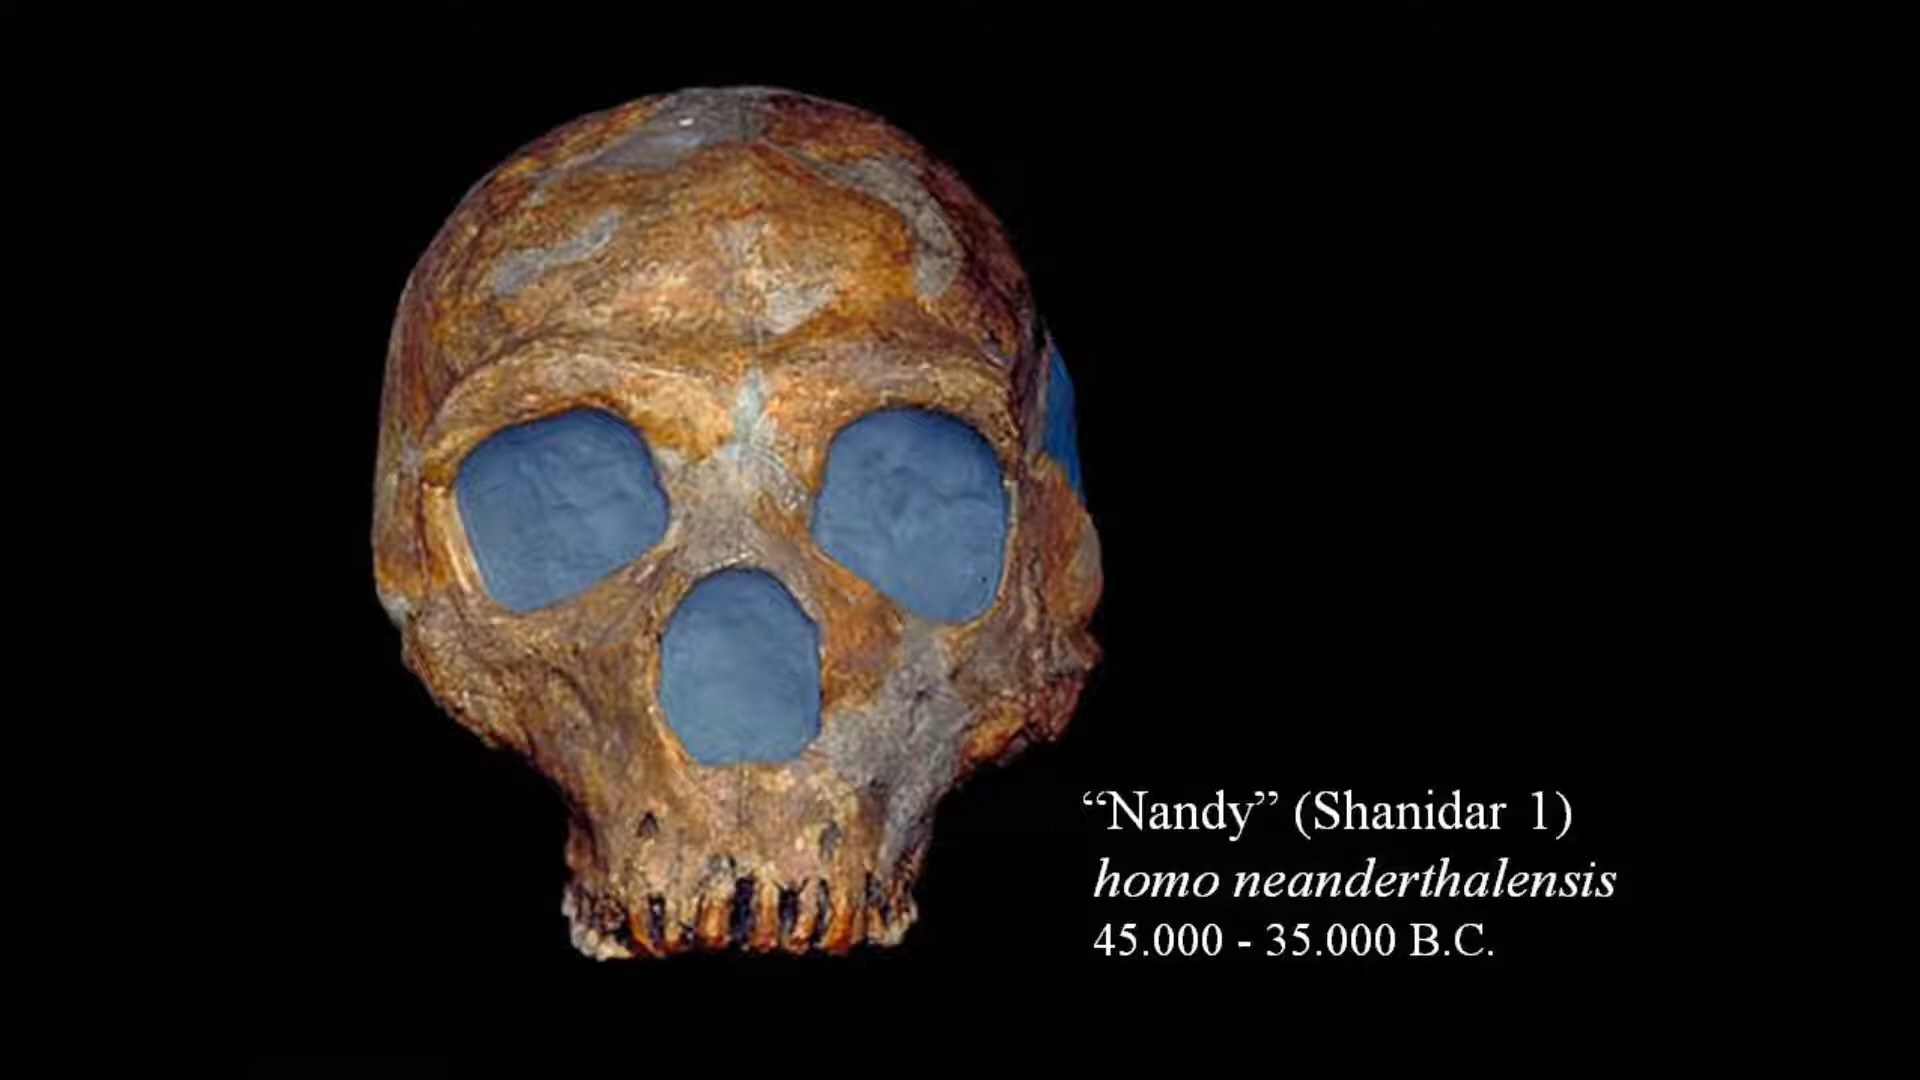 “Nandy” (Shanidar 1)
homo neanderthalensis
45.000 - 35.000 B.C.